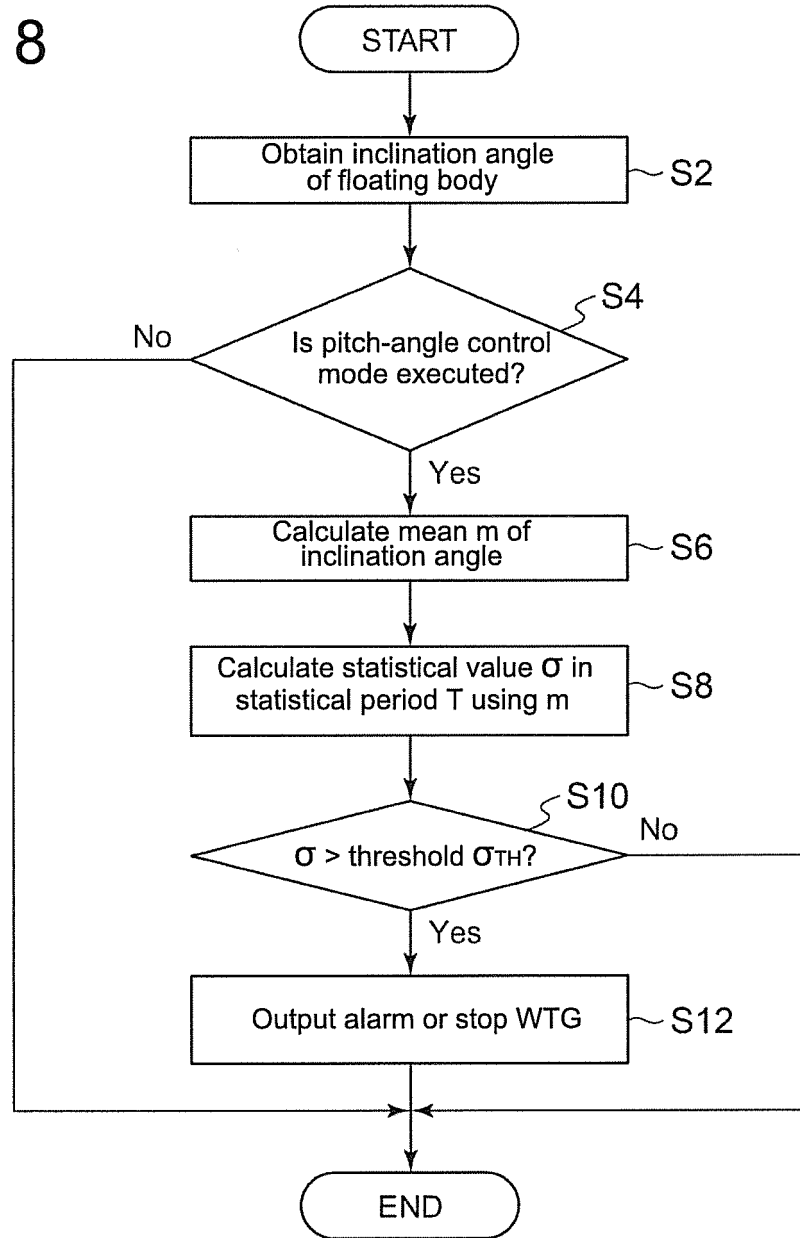 8
START
Obtain inclination angle
of floating body
S2
S4
No
Is pitch-angle control
mode executed?
Yes
Calculate mean m of
inclination angle
S6
Calculate statistical value σ in
statistical period T using m
S8
S10
No
σ > threshold σTH?
Yes
Output alarm or stop WTG
S12
END